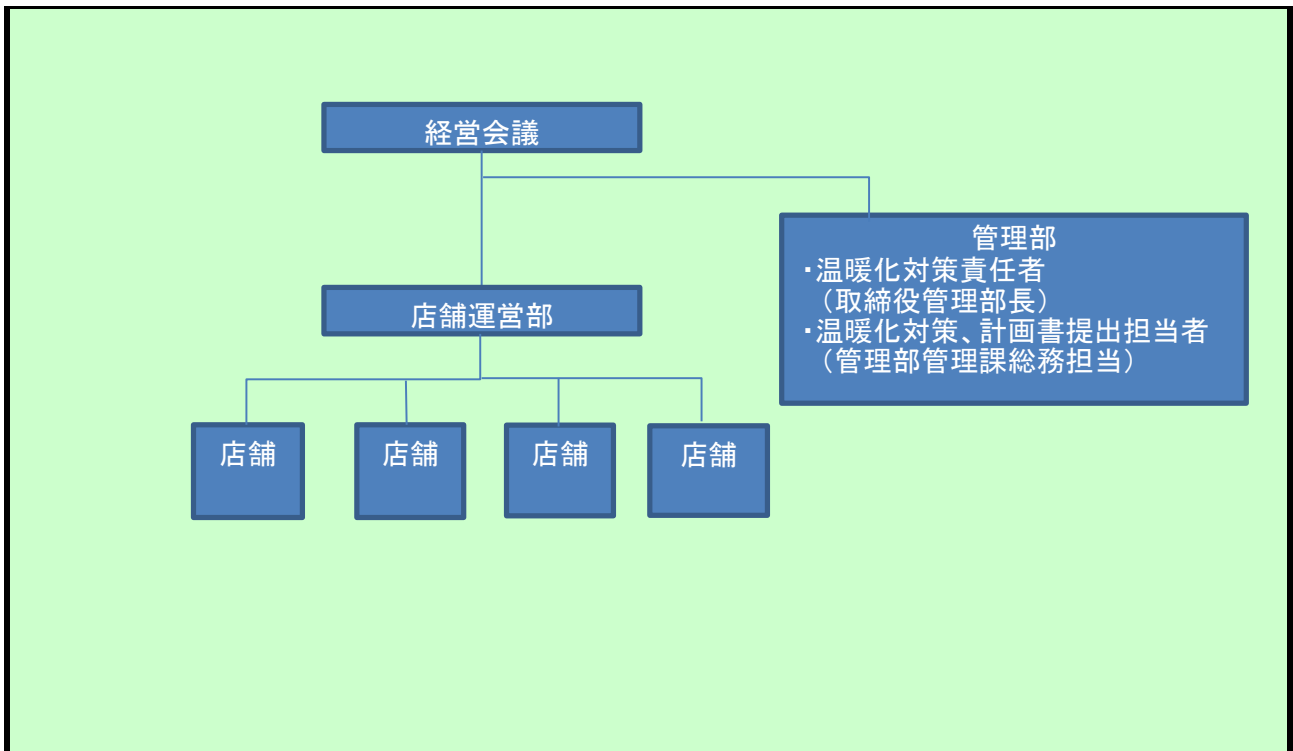 経営会議
管理部
・温暖化対策責任者
（取締役管理部長）
・温暖化対策、計画書提出担当者
（管理部管理課総務担当）
店舗運営部
店舗
店舗
店舗
店舗